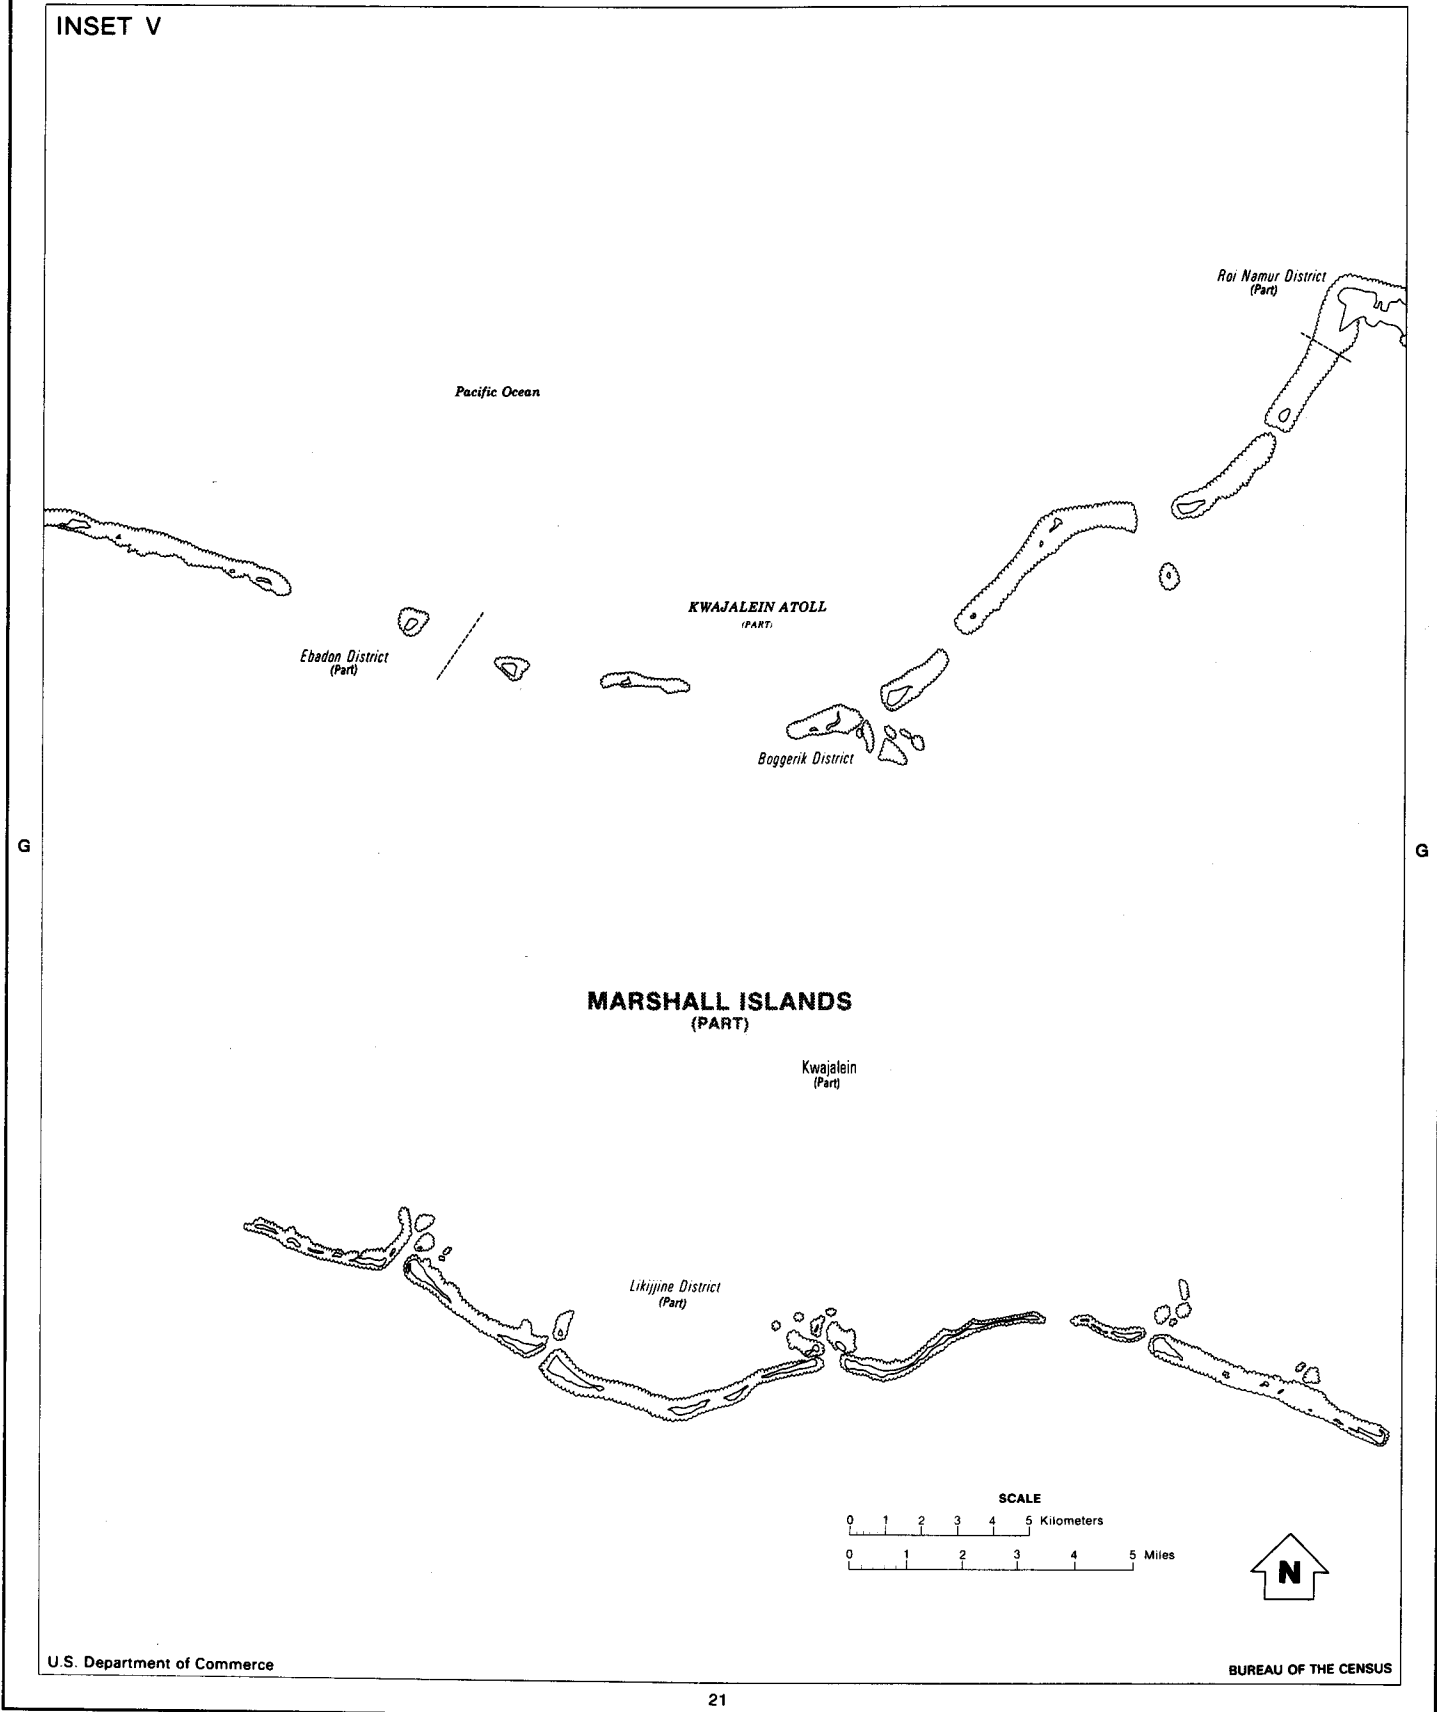 INSET V
Roi Namur District
(Part)
Pacific Ocean
KWAJALEIN ATOLL
(PART)
Ebadon District
(Part)
Boggerik District
G
G
MARSHALL ISLANDS
(PART)
Kwajalein
(Part)
Likijjine District
(Part)
SCALE
0 1 2 3 4 5 Kilometers
0 1 2 3 4 5 Miles
N
U.S. Department of Commerce
BUREAU OF THE CENSUS
21